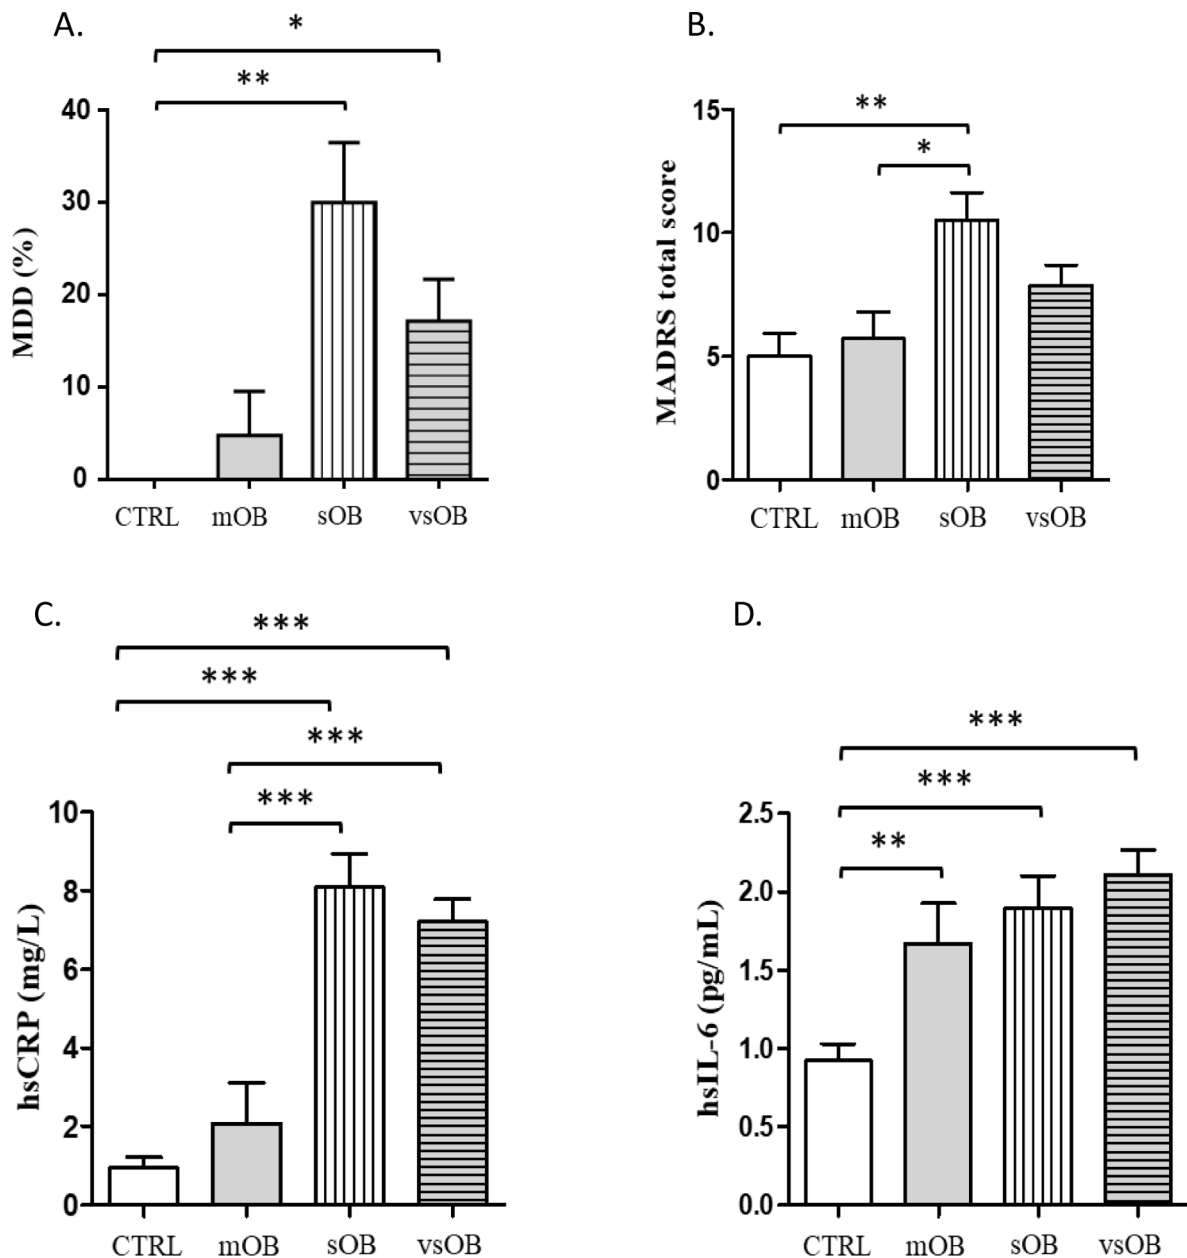 A.
*
**
40
30
20
10
0
MDD (%)
CTRL mOB sOB vsOB
B.
**
*
15
10
5
0
MADRS total score
CTRL mOB sOB vsOB
C.
***
***
***
***
10
8
6
4
2
0
hsCRP (mg/L)
CTRL mOB sOB vsOB
D.
***
***
**
2.5
2.0
1.5
1.0
0.5
0.0
hsIL-6 (pg/mL)
CTRL mOB sOB vsOB